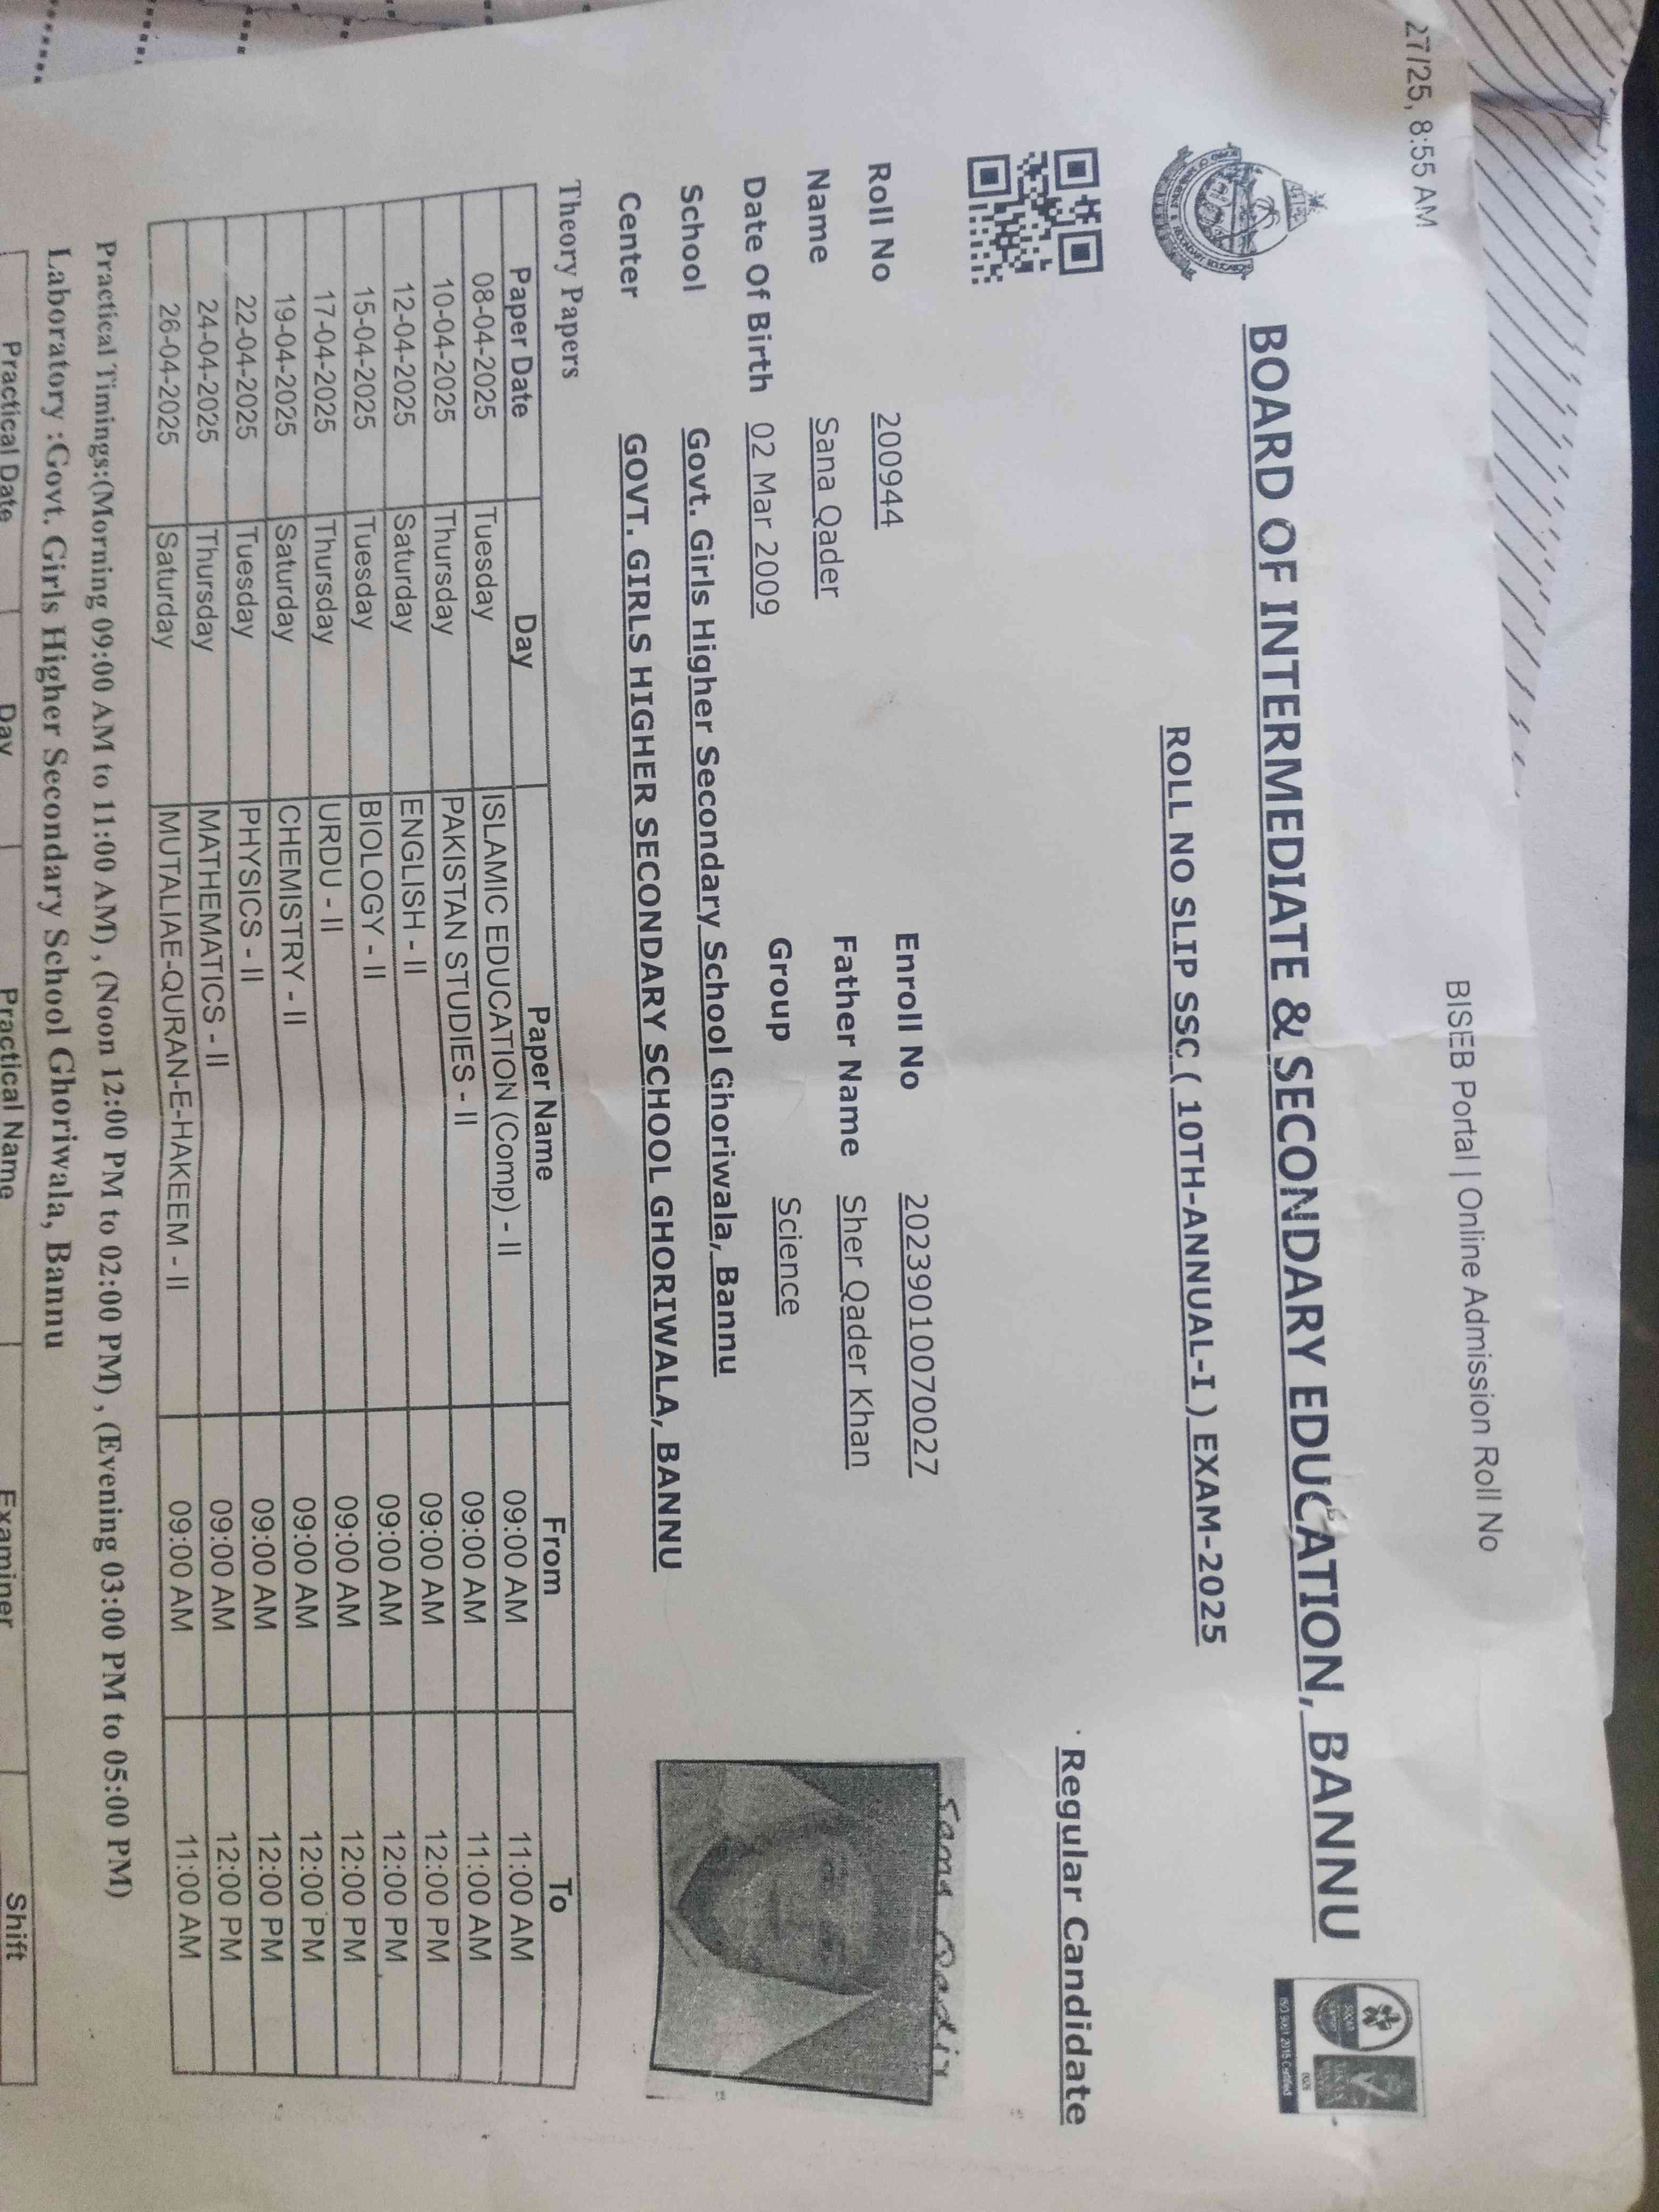 27/25, 8:55 AM
BISEB Portal | Online Admission Roll No
BOARD OF INTERMEDIATE & SECONDARY EDUCATION, BANNU
ISO 9001:2015 Certified
ROLL NO SLIP SSC ( 10TH-ANNUAL-I ) EXAM-2025
Regular Candidate
Roll No 200944 Enroll No 20239010070027
Name Sana Qader Father Name Sher Qader Khan
Date Of Birth 02 Mar 2009 Group Science
School Govt. Girls Higher Secondary School Ghoriwala, Bannu
Center GOVT. GIRLS HIGHER SECONDARY SCHOOL GHORIWALA, BANNU
Sana Qadir
Theory Papers
Paper Date Day Paper Name From To
08-04-2025 Tuesday ISLAMIC EDUCATION (Comp) - II 09:00 AM 11:00 AM
10-04-2025 Thursday PAKISTAN STUDIES - II 09:00 AM 11:00 AM
12-04-2025 Saturday ENGLISH - II 09:00 AM 12:00 PM
15-04-2025 Tuesday BIOLOGY - II 09:00 AM 12:00 PM
17-04-2025 Thursday URDU - II 09:00 AM 12:00 PM
19-04-2025 Saturday CHEMISTRY - II 09:00 AM 12:00 PM
22-04-2025 Tuesday PHYSICS - II 09:00 AM 12:00 PM
24-04-2025 Thursday MATHEMATICS - II 09:00 AM 12:00 PM
26-04-2025 Saturday MUTALIAE-QURAN-E-HAKEEM - II 09:00 AM 11:00 AM
Practical Timings:(Morning 09:00 AM to 11:00 AM) , (Noon 12:00 PM to 02:00 PM) , (Evening 03:00 PM to 05:00 PM)
Laboratory :Govt. Girls Higher Secondary School Ghoriwala, Bannu
Practical Date Day Practical Name Examiner Shift